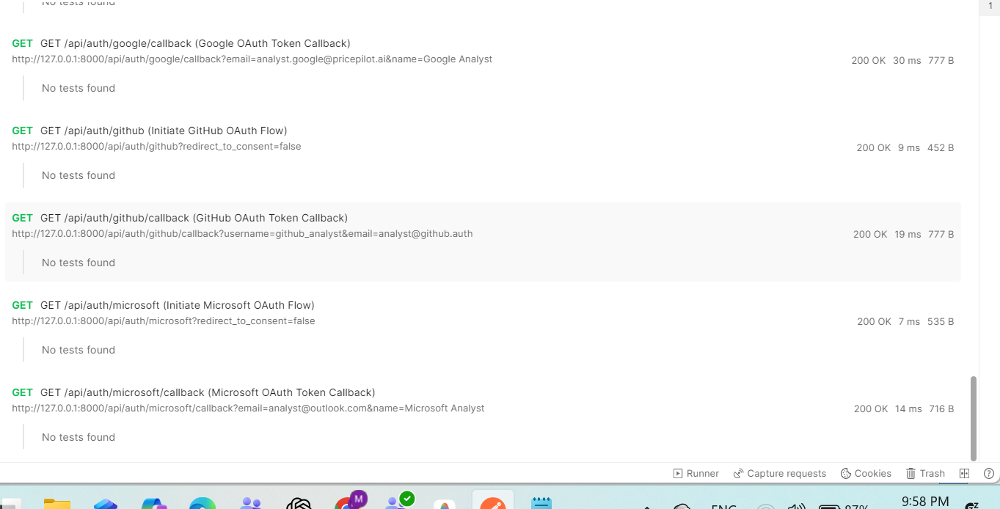 No tests found
1
GET GET /api/auth/google/callback (Google OAuth Token Callback)
http://127.0.0.1:8000/api/auth/google/callback?email=analyst.google@pricepilot.ai&name=Google Analyst
200 OK 30 ms 777 B
No tests found
GET GET /api/auth/github (Initiate GitHub OAuth Flow)
http://127.0.0.1:8000/api/auth/github?redirect_to_consent=false
200 OK 9 ms 452 B
No tests found
GET GET /api/auth/github/callback (GitHub OAuth Token Callback)
http://127.0.0.1:8000/api/auth/github/callback?username=github_analyst&email=analyst@github.auth
200 OK 19 ms 777 B
No tests found
GET GET /api/auth/microsoft (Initiate Microsoft OAuth Flow)
http://127.0.0.1:8000/api/auth/microsoft?redirect_to_consent=false
200 OK 7 ms 535 B
No tests found
GET GET /api/auth/microsoft/callback (Microsoft OAuth Token Callback)
http://127.0.0.1:8000/api/auth/microsoft/callback?email=analyst@outlook.com&name=Microsoft Analyst
200 OK 14 ms 716 B
No tests found
Runner Capture requests Cookies Trash
M
ENG 87% 9:58 PM